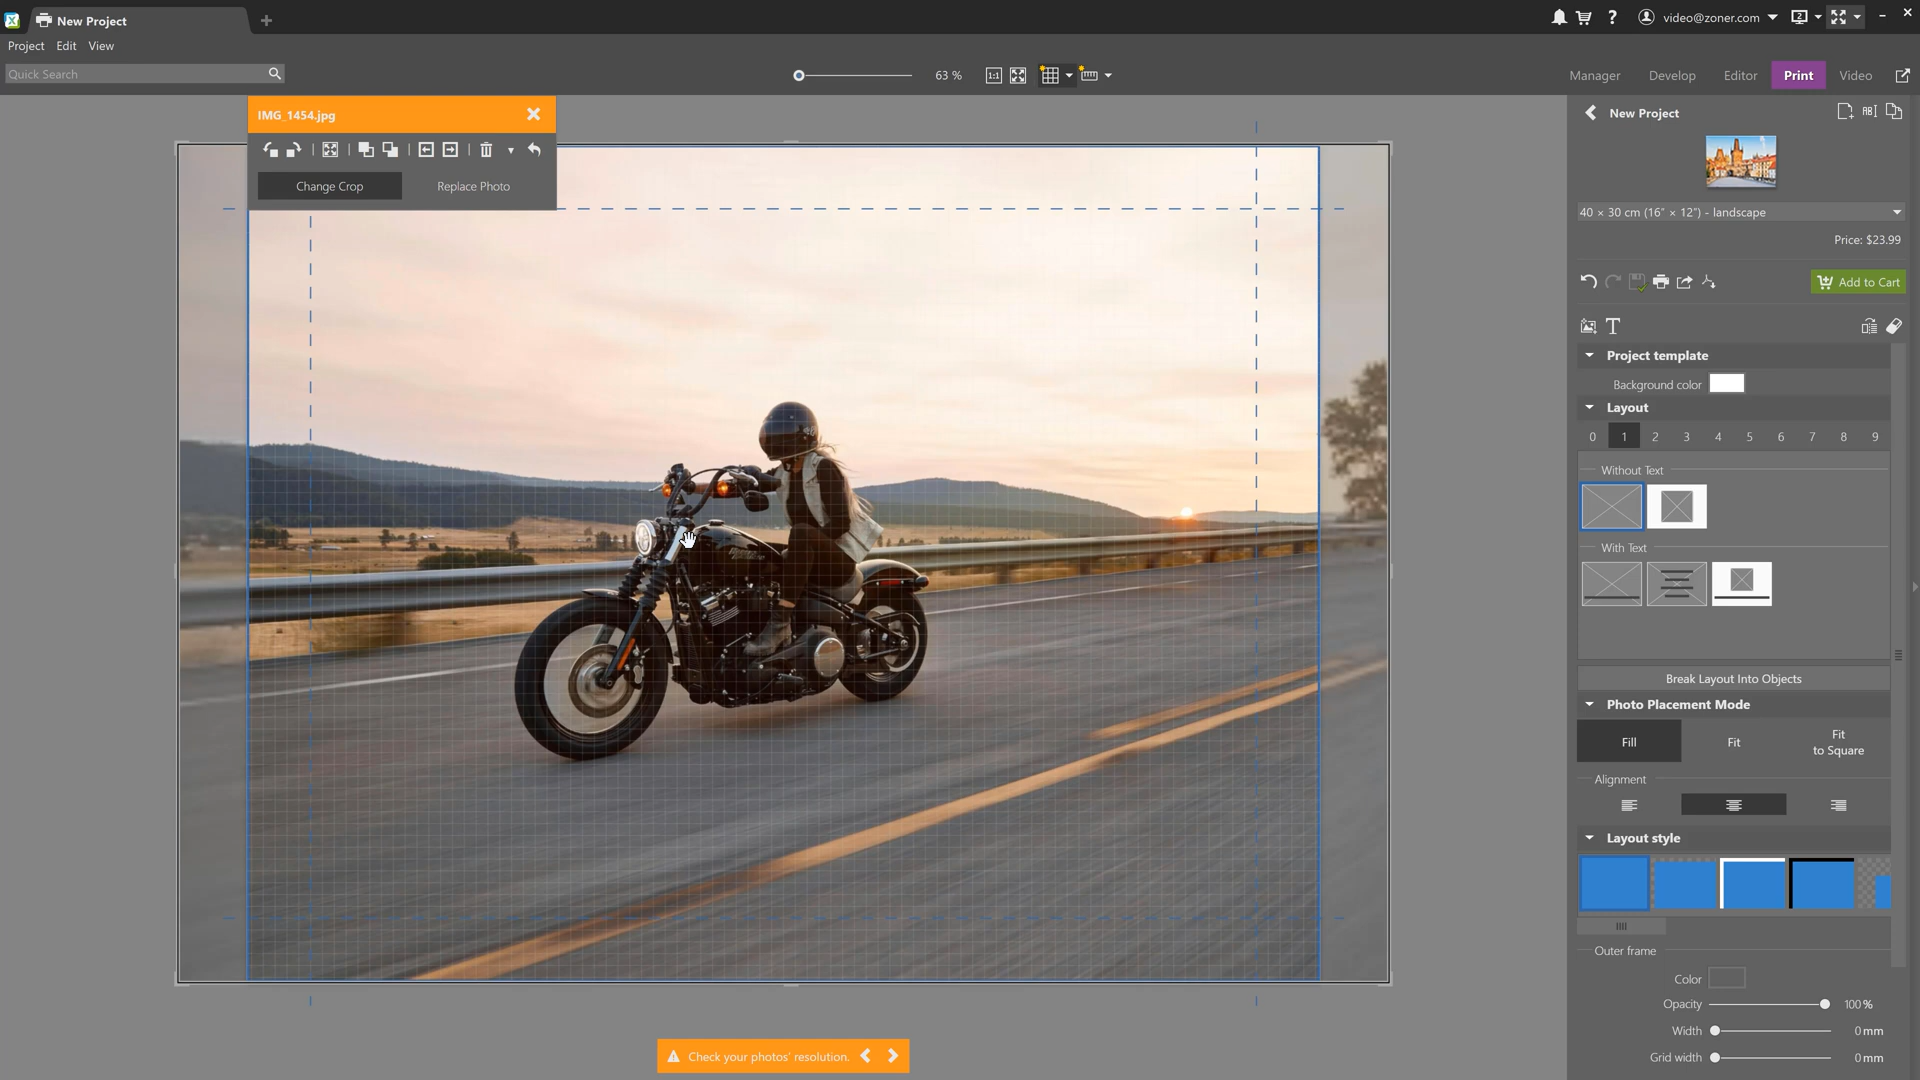 New Project
video@zoner.com
Project Edit View
Quick Search
63 %
1:1
Manager Develop Editor Print Video
IMG_1454.jpg
Change Crop Replace Photo
New Project
40 × 30 cm (16" × 12") - landscape
Price: $23.99
Add to Cart
Project template
Background color
Layout
0 1 2 3 4 5 6 7 8 9
Without Text
With Text
Break Layout Into Objects
Photo Placement Mode
Fill Fit Fit
to Square
Alignment
Layout style
Outer frame
Color
Opacity 100 %
Width 0 mm
Grid width 0 mm
Check your photos' resolution.